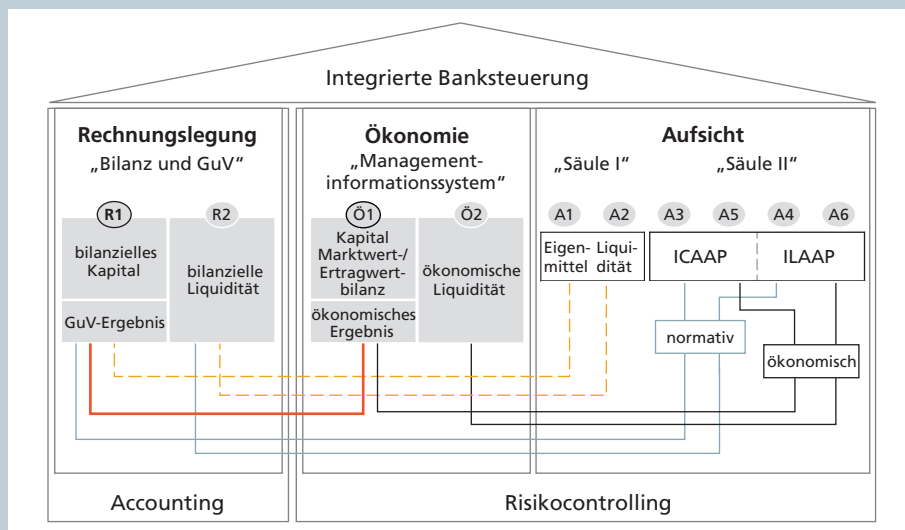 Integrierte Banksteuerung
Rechnungslegung
„Bilanz und GuV“
R1
R2
bilanzielles
Kapital
GuV-Ergebnis
bilanzielle
Liquidität
Ökonomie
„Management-
informationssystem“
Ö1
Ö2
Kapital
Marktwert-/
Ertragwert-
bilanz
ökonomisches
Ergebnis
ökonomische
Liquidität
Aufsicht
„Säule I“
„Säule II“
A1
A2
A3
A5
A4
A6
Eigen-
mittel
Liqui-
dität
ICAAP
ILAAP
normativ
ökonomisch
Accounting
Risikocontrolling